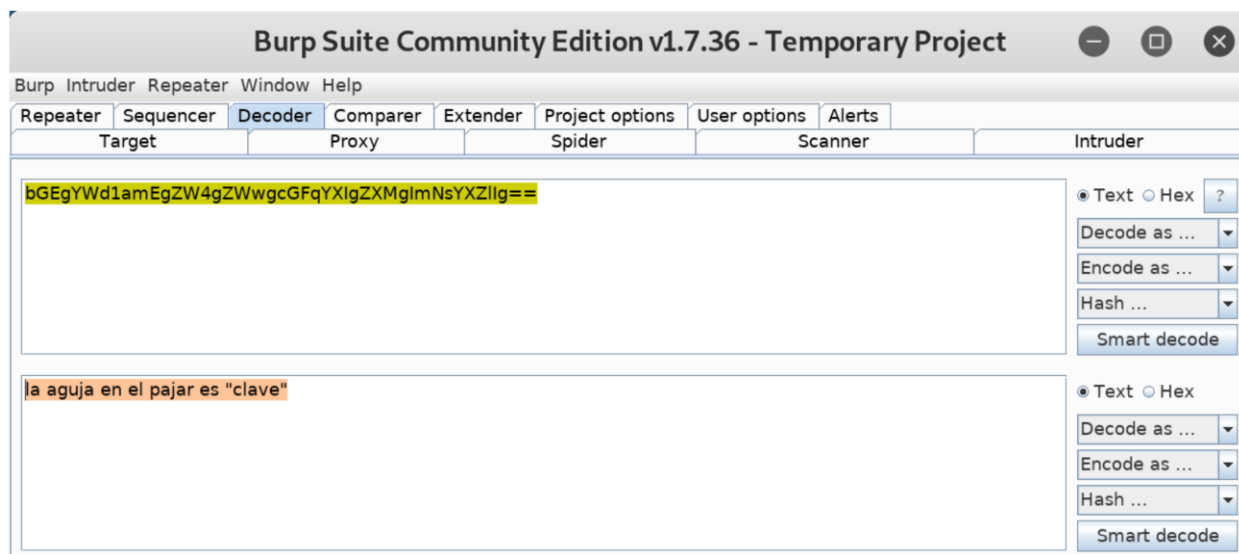 Burp Suite Community Edition v1.7.36 - Temporary Project
Burp Intruder Repeater Window Help
Repeater Sequencer Decoder Comparer Extender Project options User options Alerts
Target Proxy Spider Scanner Intruder
bGEgYWd1amEgZW4gZWwgcGFqYXIgZXMgImNsYXZlIg==
Text Hex ?
Decode as ...
Encode as ...
Hash ...
Smart decode
la aguja en el pajar es "clave"
Text Hex
Decode as ...
Encode as ...
Hash ...
Smart decode